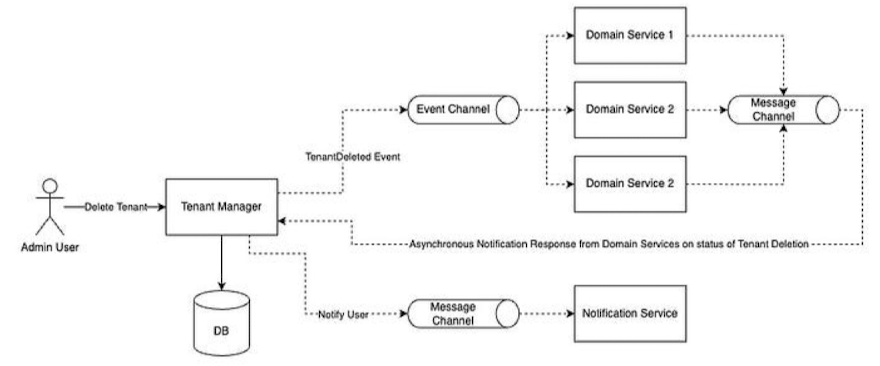 Domain Service 1
Event Channel
Domain Service 2
Message
Channel
TenantDeleted Event
Domain Service 2
Delete Tenant
Tenant Manager
Admin User
Asynchronous Notification Response from Domain Services on status of Tenant Deletion
Notify User
Message
Channel
Notification Service
DB